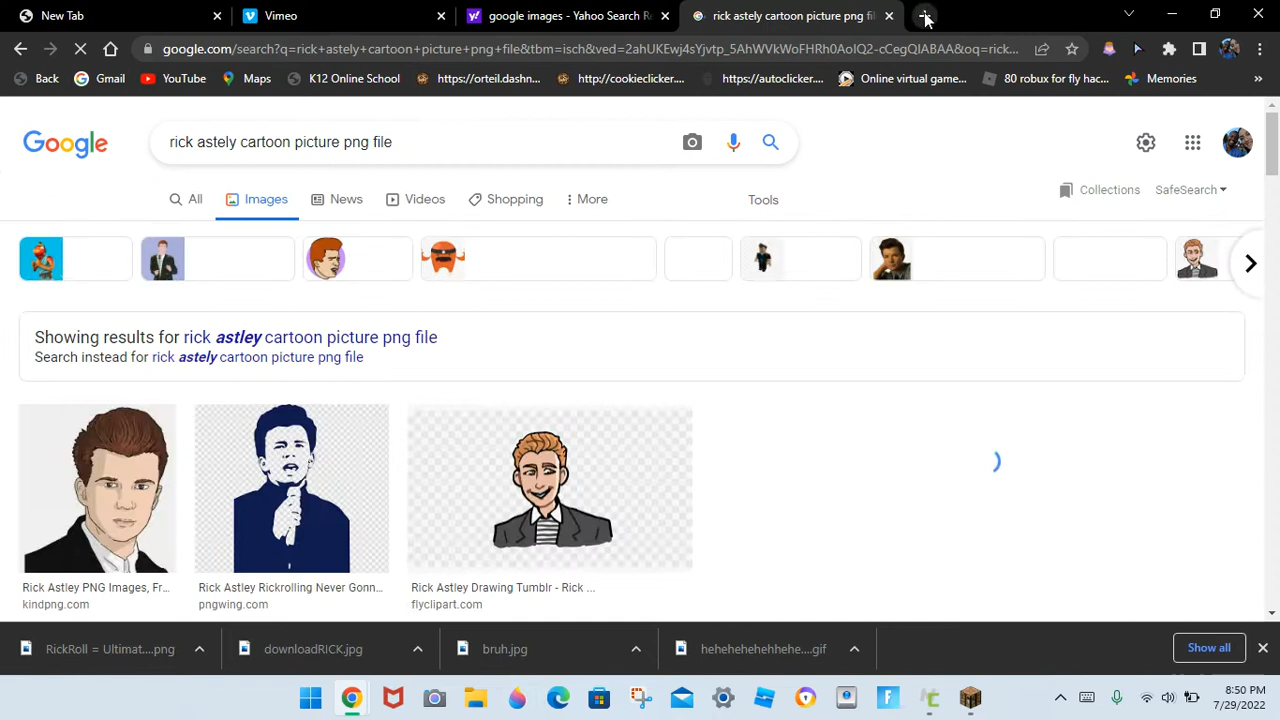 New Tab
Vimeo
google images - Yahoo Search R
rick astely cartoon picture png fil
google.com/search?q=rick+astely+cartoon+picture+png+file&tbm=isch&ved=2ahUKEwj4sYjvtp_5AhWVkWoFHRh0AoIQ2-cCegQIABAA&oq=rick...
Back
Gmail
YouTube
Maps
K12 Online School
https://orteil.dashn...
http://cookieclicker....
https://autoclicker....
Online virtual game...
80 robux for fly hac...
Memories
Google
rick astely cartoon picture png file
All
Images
News
Videos
Shopping
More
Tools
Collections
SafeSearch
Showing results for rick astley cartoon picture png file
Search instead for rick astely cartoon picture png file
Rick Astley PNG Images, Fr...
kindpng.com
Rick Astley Rickrolling Never Gonn...
pngwing.com
Rick Astley Drawing Tumblr - Rick ...
flyclipart.com
RickRoll = Ultimat....png
downloadRICK.jpg
bruh.jpg
hehehehehhehe....gif
Show all
8:50 PM
7/29/2022